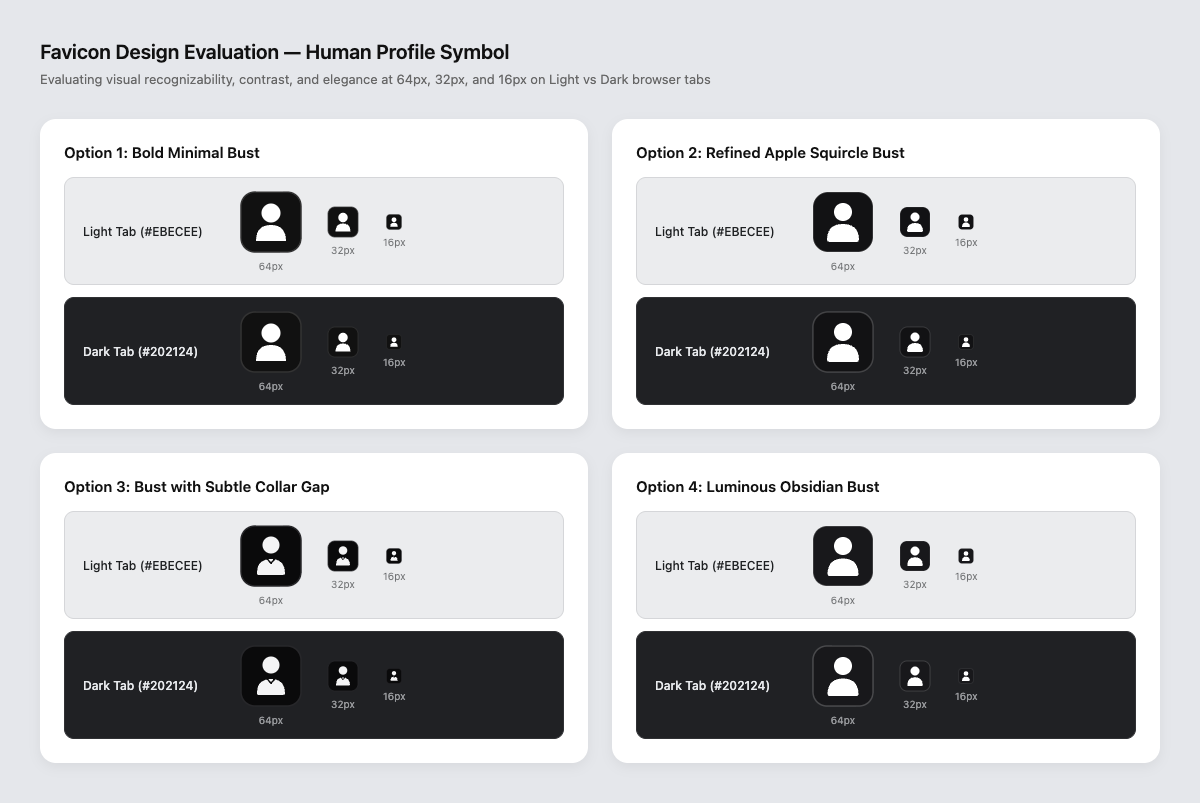 Favicon Design Evaluation — Human Profile Symbol
Evaluating visual recognizability, contrast, and elegance at 64px, 32px, and 16px on Light vs Dark browser tabs
Option 1: Bold Minimal Bust
Light Tab (#EBECEE)
64px
32px
16px
Dark Tab (#202124)
64px
32px
16px
Option 2: Refined Apple Squircle Bust
Light Tab (#EBECEE)
64px
32px
16px
Dark Tab (#202124)
64px
32px
16px
Option 3: Bust with Subtle Collar Gap
Light Tab (#EBECEE)
64px
32px
16px
Dark Tab (#202124)
64px
32px
16px
Option 4: Luminous Obsidian Bust
Light Tab (#EBECEE)
64px
32px
16px
Dark Tab (#202124)
64px
32px
16px